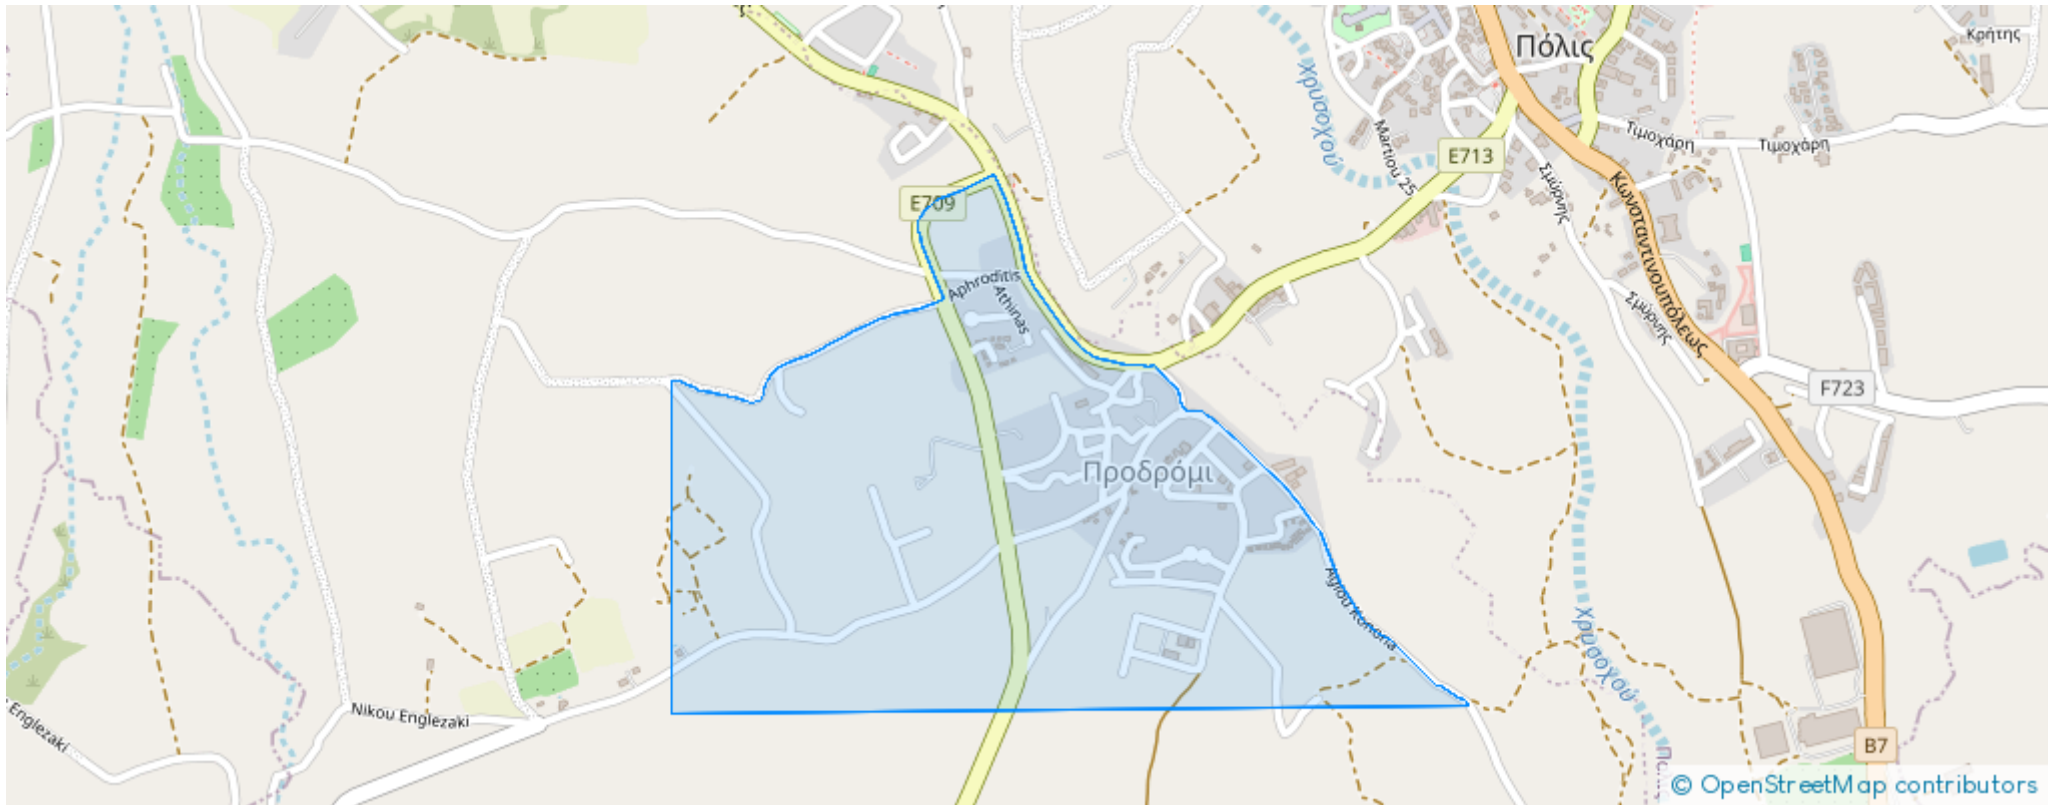 Πόλις
Κρήτης
Χρυσοχού
Martiou 25
E713
Τιμοχάρη
Τιμοχάρη
Σμύρνης
Κωνσταντινουπόλεως
E709
Aphroditis
Athinas
Σμύρνης
F723
Προδρόμι
Agiou Konona
Χρυσοχού
Englezaki
Nikou Englezaki
B7
© OpenStreetMap contributors